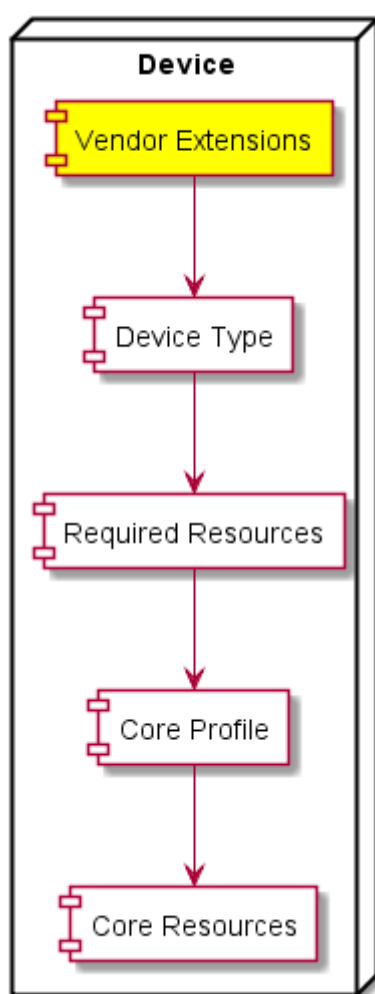 Device
Vendor Extensions
Device Type
Required Resources
Core Profile
Core Resources